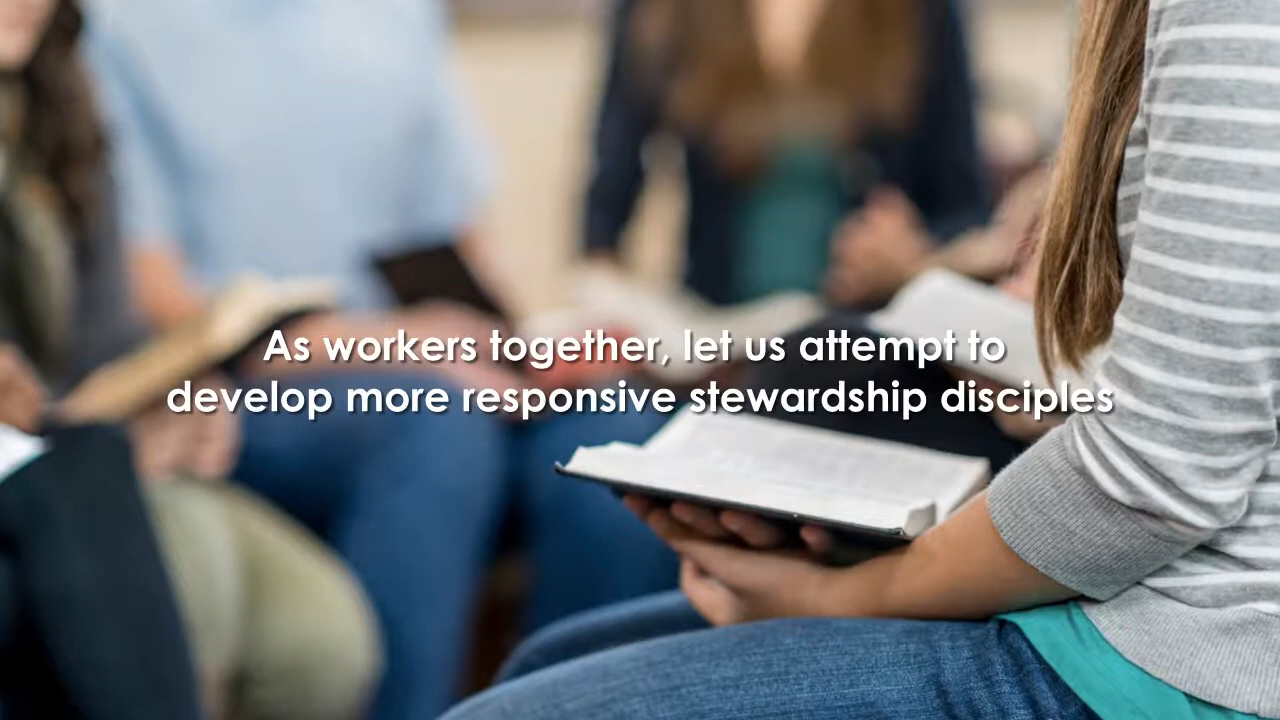 As workers together, let us attempt to
develop more responsive stewardship disciples